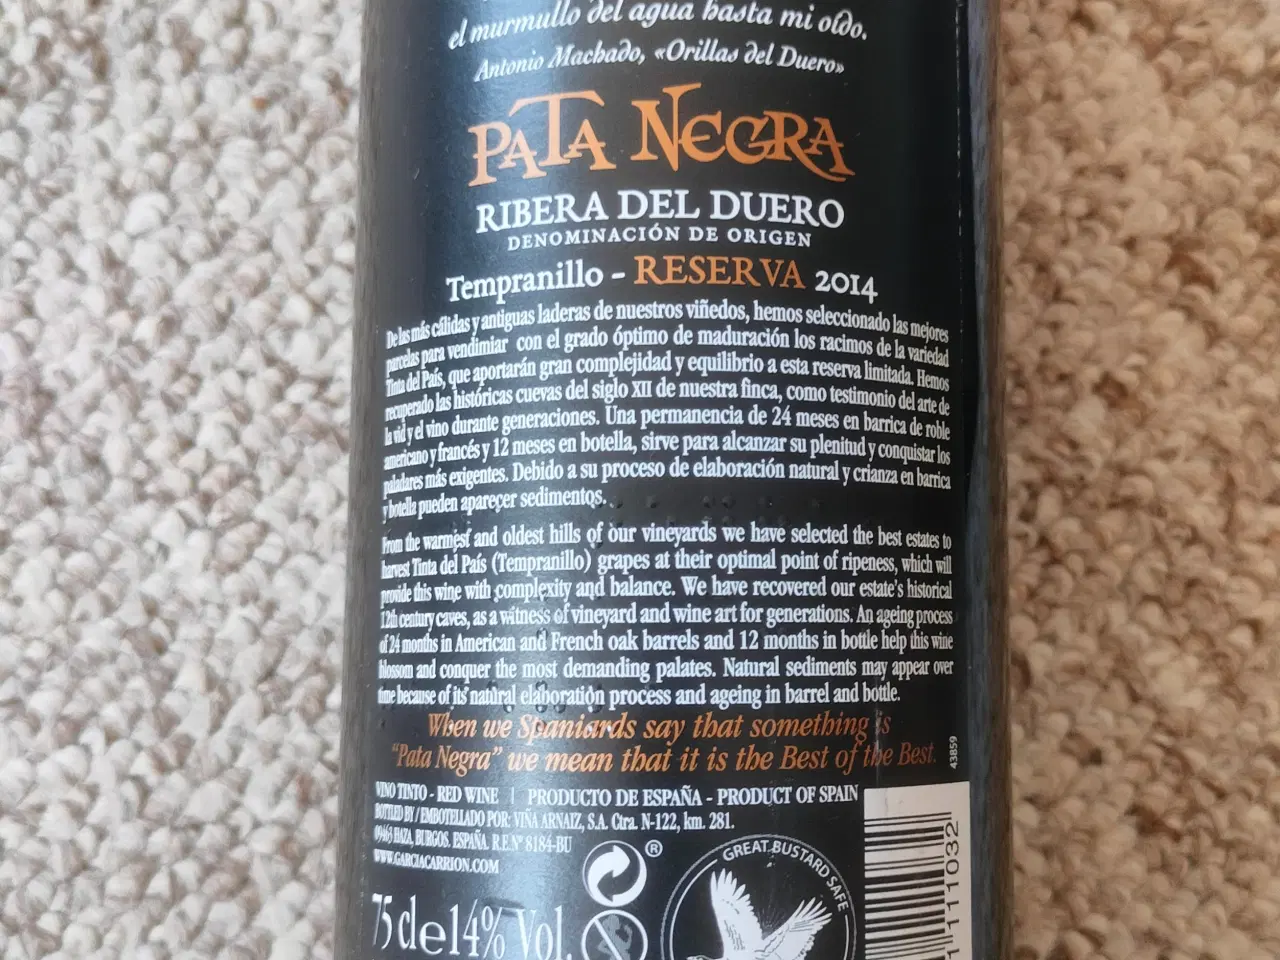 el murmullo del agua hasta mi oído.
Antonio Machado, «Orillas del Duero»
PATA NEGRA
RIBERA DEL DUERO
DENOMINACIÓN DE ORIGEN
Tempranillo - RESERVA 2014
De las más cálidas y antiguas laderas de nuestros viñedos, hemos seleccionado las mejores
parcelas para vendimiar con el grado óptimo de maduración los racimos de la variedad
Tinta del País, que aportarán gran complejidad y equilibrio a esta reserva limitada. Hemos
recuperado las históricas cuevas del siglo XII de nuestra finca, como testimonio del arte de
la vid y el vino durante generaciones. Una permanencia de 24 meses en barrica de roble
americano y francés y 12 meses en botella, sirve para alcanzar su plenitud y conquistar los
paladares más exigentes. Debido a su proceso de elaboración natural y crianza en barrica
y botella pueden aparecer sedimentos.
From the warmest and oldest hills of our vineyards we have selected the best estates to
harvest Tinta del País (Tempranillo) grapes at their optimal point of ripeness, which will
provide this wine with complexity and balance. We have recovered our estate's historical
12th century caves, as a witness of vineyard and wine art for generations. An ageing process
of 24 months in American and French oak barrels and 12 months in bottle help this wine
blossom and conquer the most demanding palates. Natural sediments may appear over
time because of its natural elaboration process and ageing in barrel and bottle.
When we Spaniards say that something is
"Pata Negra" we mean that it is the Best of the Best.
43859
VINO TINTO - RED WINE | PRODUCTO DE ESPAÑA - PRODUCT OF SPAIN
BOTTLED BY / EMBOTELLADO POR: VIÑA ARNAIZ, S.A. Ctra. N-122, km. 281.
09463 HAZA, BURGOS. ESPAÑA. R.E. Nº 8184-BU
WWW.GARCIACARRION.COM
®
GREAT BUSTARD SAFE
75 cl e 14% Vol.
111032